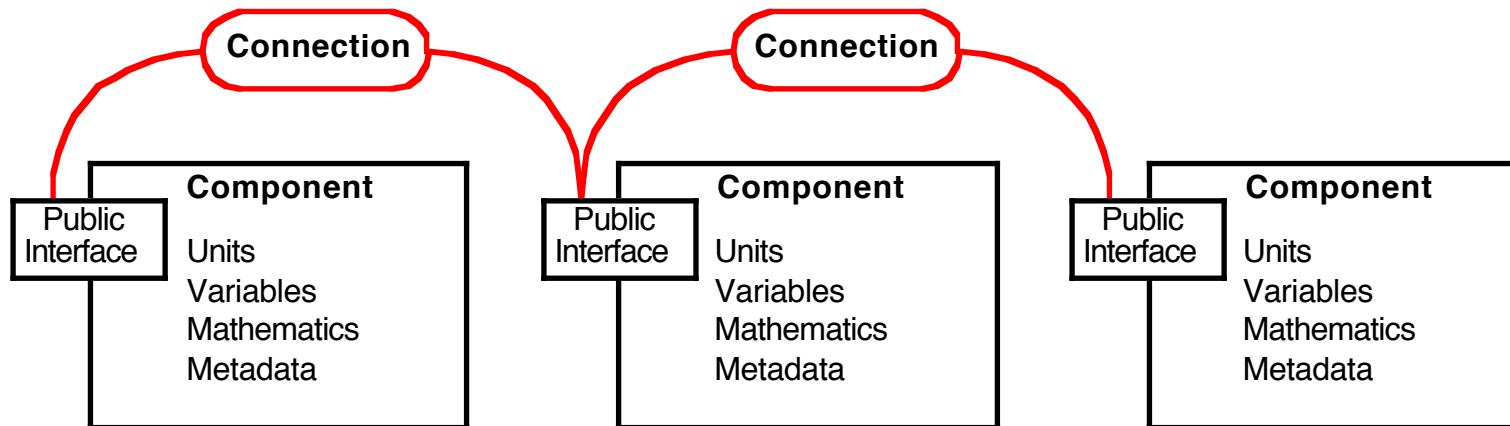 Connection
Connection
Component
Public
Interface
Units
Variables
Mathematics
Metadata
Component
Public
Interface
Units
Variables
Mathematics
Metadata
Component
Public
Interface
Units
Variables
Mathematics
Metadata